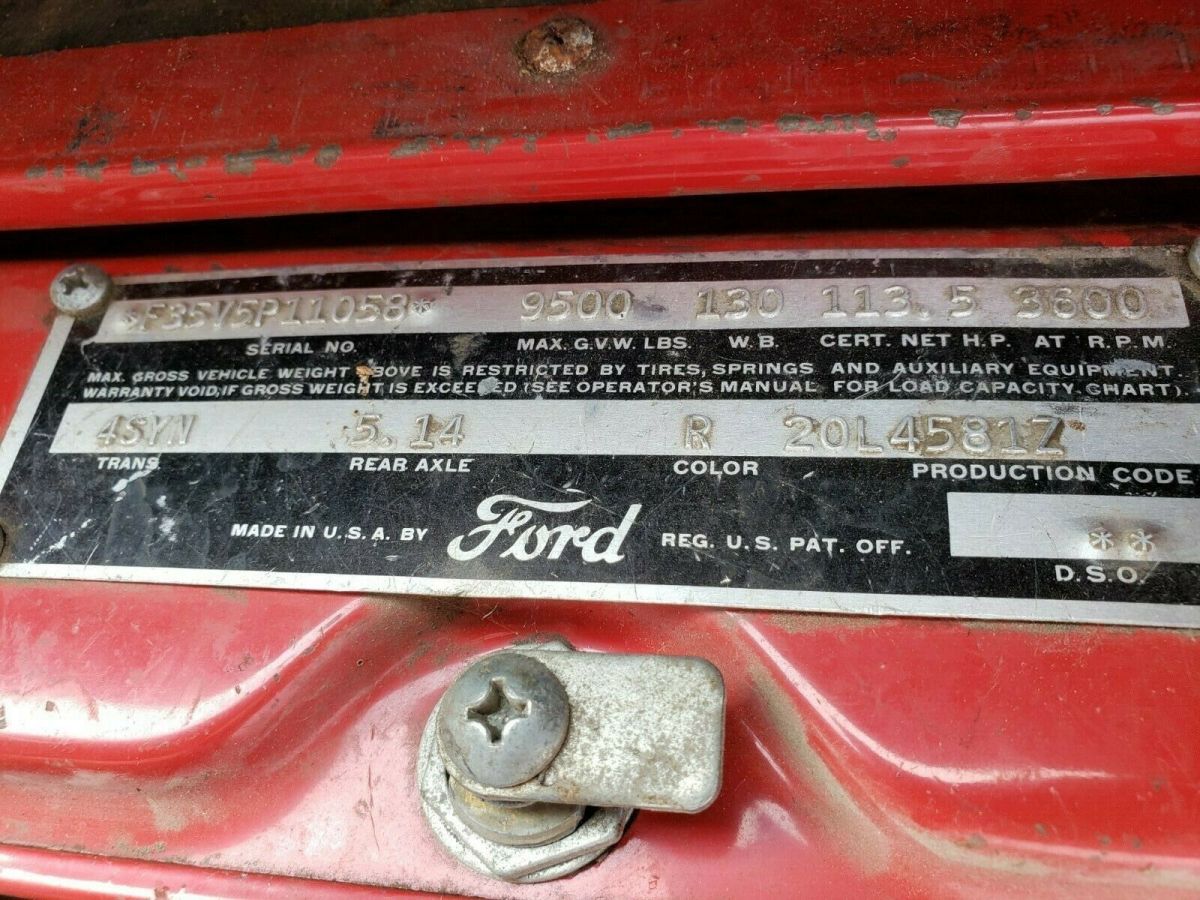 *F35V5P11058* 9500 130 113.5 3600
SERIAL NO. MAX. G.V.W. LBS. W.B. CERT. NET H.P. AT R.P.M.
MAX. GROSS VEHICLE WEIGHT ABOVE IS RESTRICTED BY TIRES, SPRINGS AND AUXILIARY EQUIPMENT.
WARRANTY VOID, IF GROSS WEIGHT IS EXCEEDED (SEE OPERATOR'S MANUAL FOR LOAD CAPACITY CHART).
4SYN 5.14 R 20L4581Z
TRANS. REAR AXLE COLOR PRODUCTION CODE
MADE IN U.S.A. BY Ford REG. U.S. PAT. OFF.
**
D.S.O.